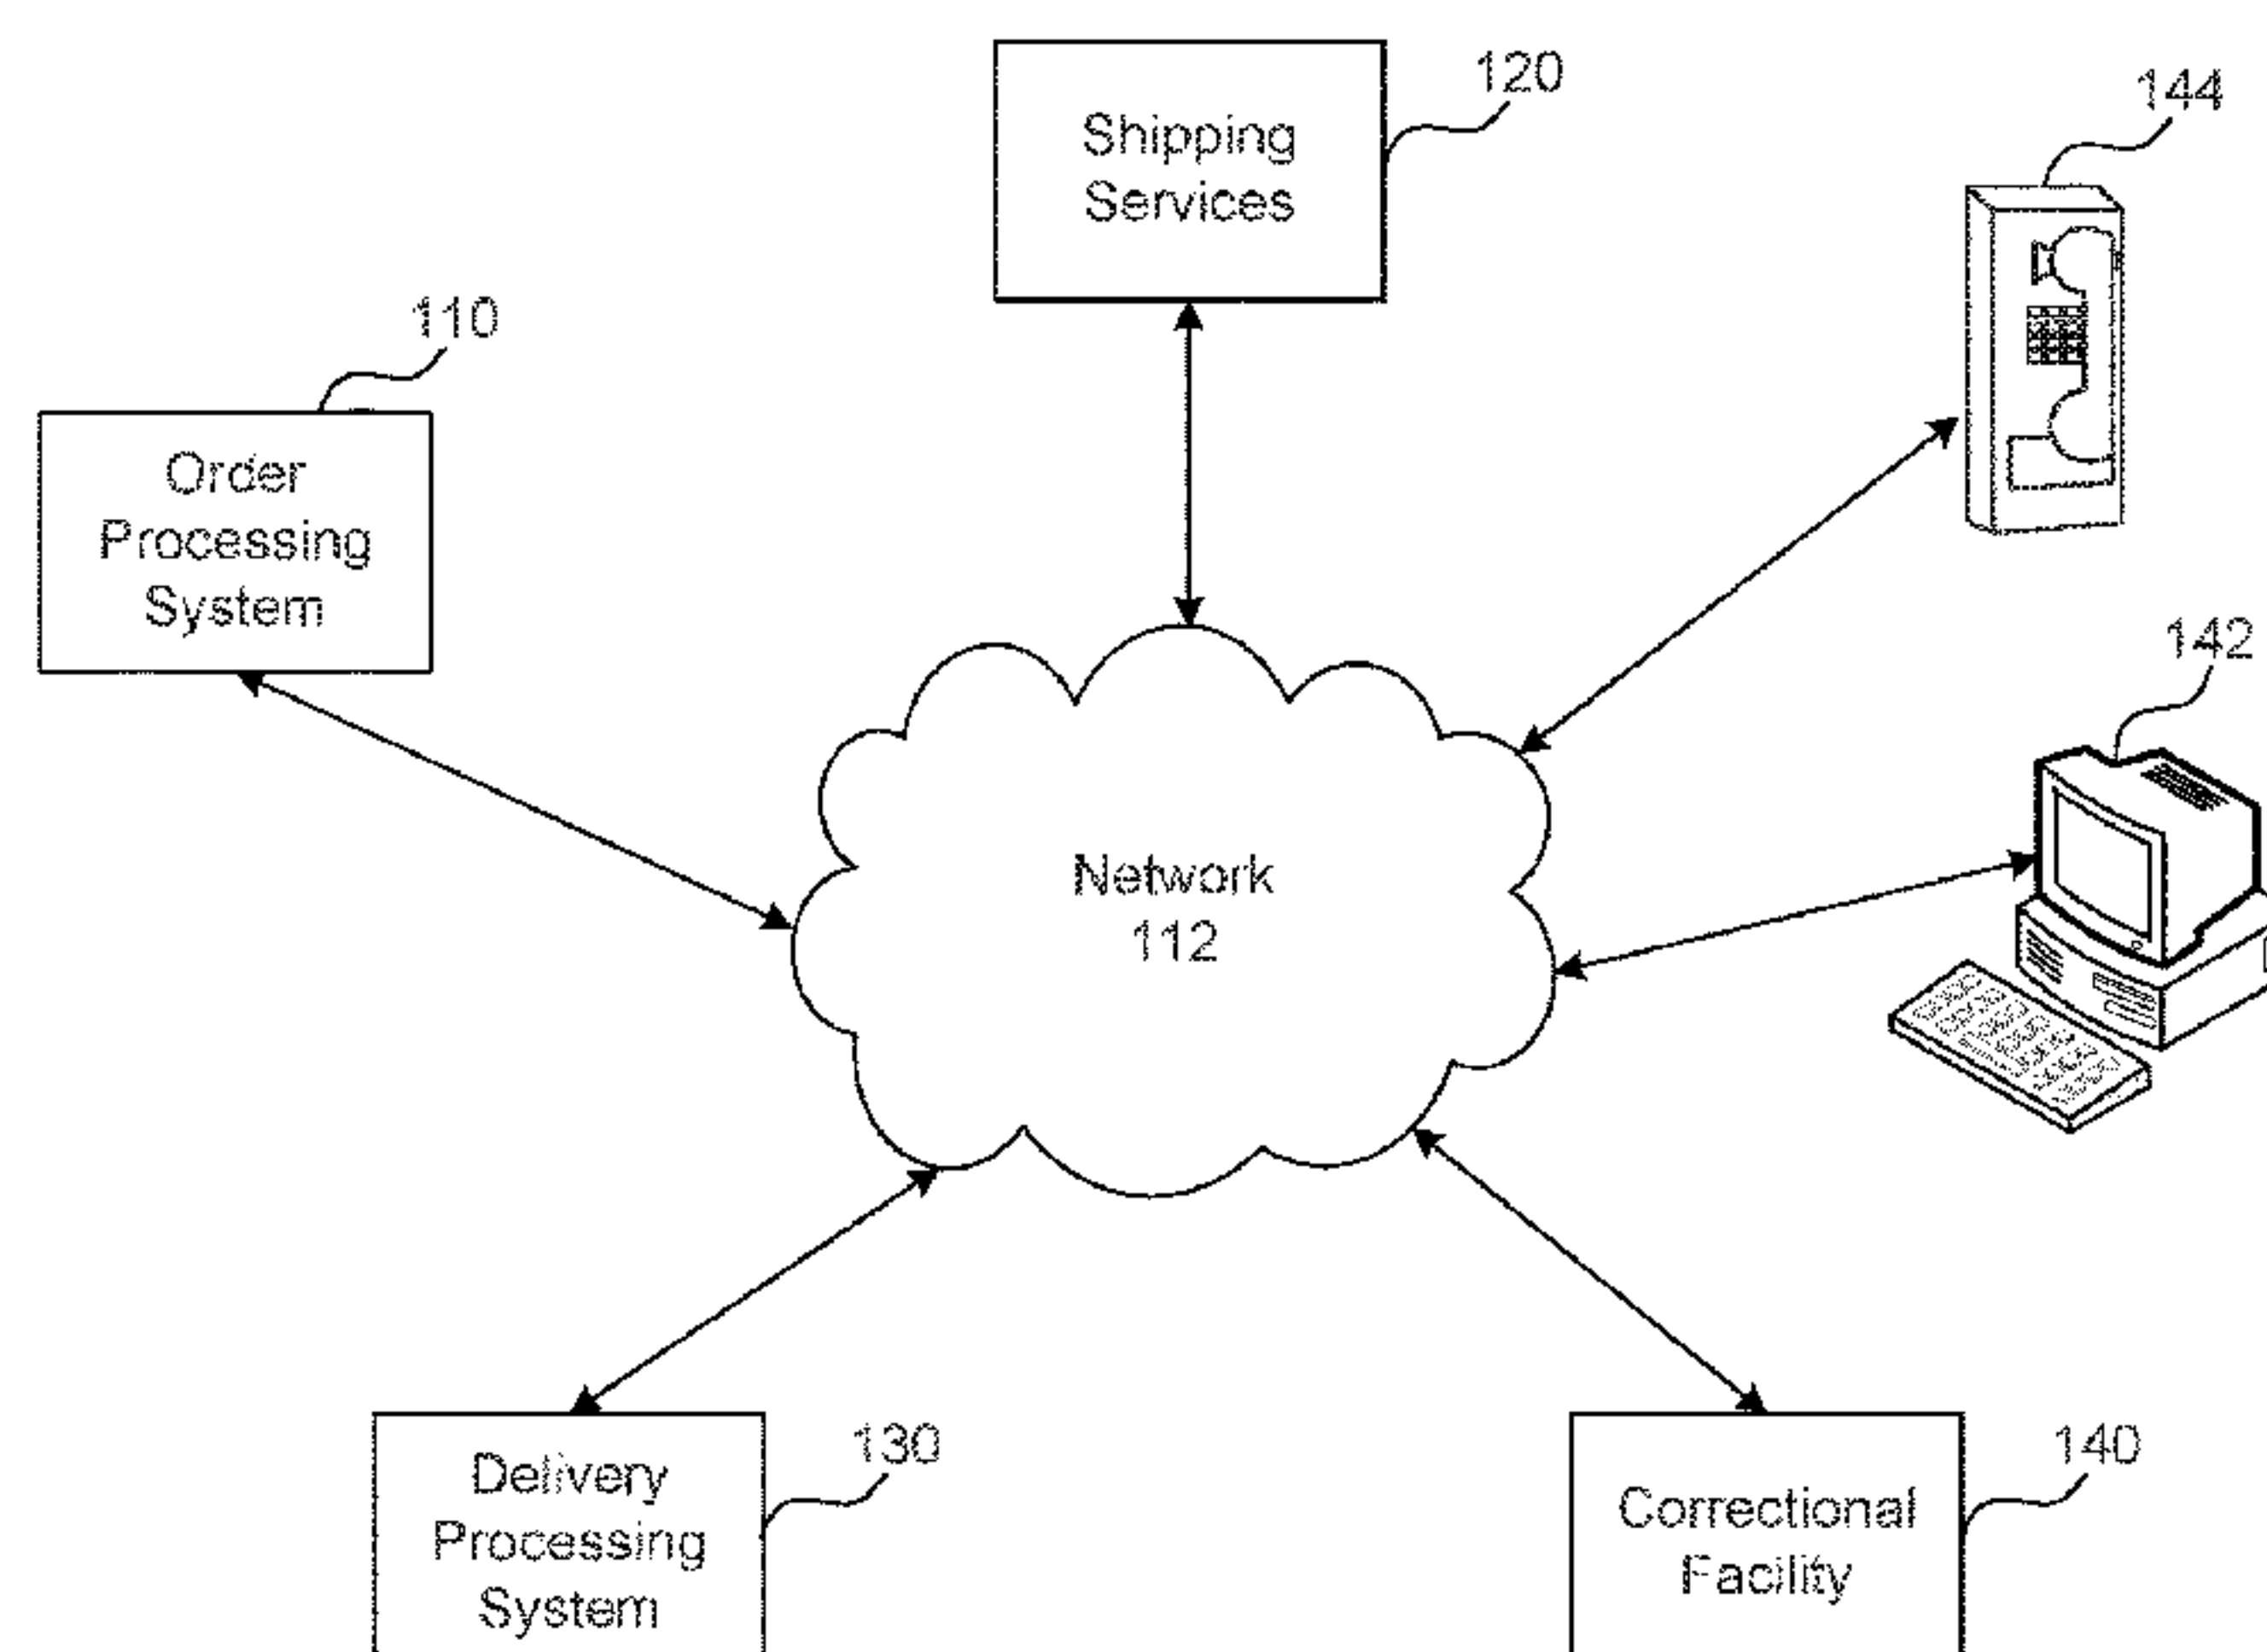 120
Shipping
Services
144
110
Order
Processing
System
142
Network
112
130
Delivery
Processing
System
140
Correctional
Facility